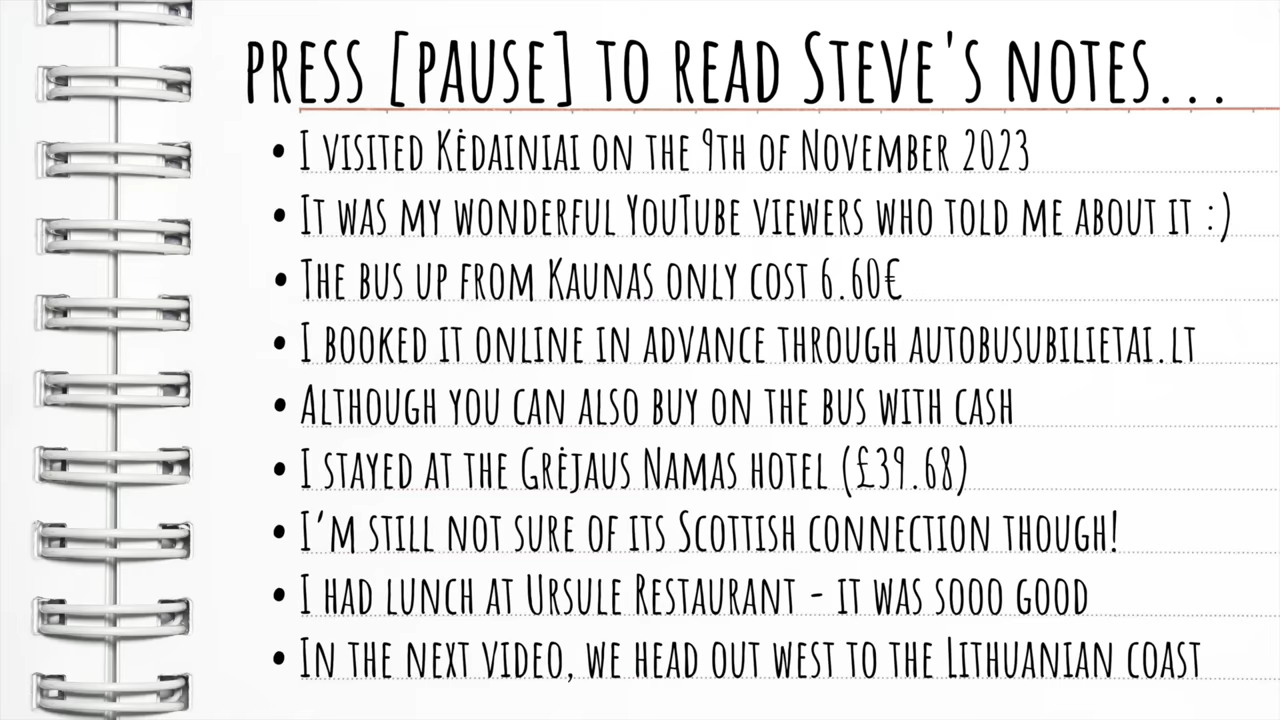 PRESS [PAUSE] TO READ STEVE'S NOTES...
• I VISITED KĖDAINIAI ON THE 9TH OF NOVEMBER 2023
• IT WAS MY WONDERFUL YOUTUBE VIEWERS WHO TOLD ME ABOUT IT :)
• THE BUS UP FROM KAUNAS ONLY COST 6.60€
• I BOOKED IT ONLINE IN ADVANCE THROUGH AUTOBUSUBILIETAI.LT
• ALTHOUGH YOU CAN ALSO BUY ON THE BUS WITH CASH
• I STAYED AT THE GRĖJAUS NAMAS HOTEL (£39.68)
• I'M STILL NOT SURE OF ITS SCOTTISH CONNECTION THOUGH!
• I HAD LUNCH AT URSULE RESTAURANT - IT WAS SOOO GOOD
• IN THE NEXT VIDEO, WE HEAD OUT WEST TO THE LITHUANIAN COAST